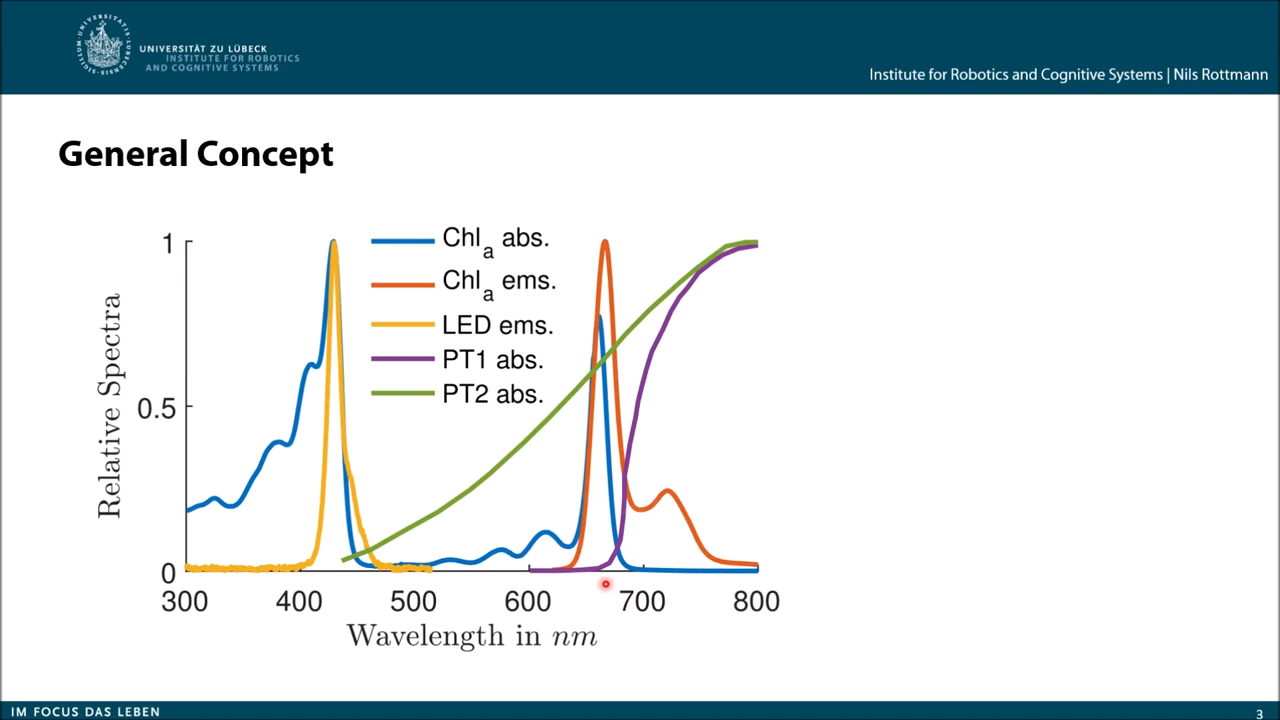 UNIVERSITÄT ZU LÜBECK
INSTITUTE FOR ROBOTICS
AND COGNITIVE SYSTEMS
Institute for Robotics and Cognitive Systems | Nils Rottmann
General Concept
Chla abs.
Chla ems.
LED ems.
PT1 abs.
PT2 abs.
1
0.5
0
Relative Spectra
300 400 500 600 700 800
Wavelength in nm
IM FOCUS DAS LEBEN
3